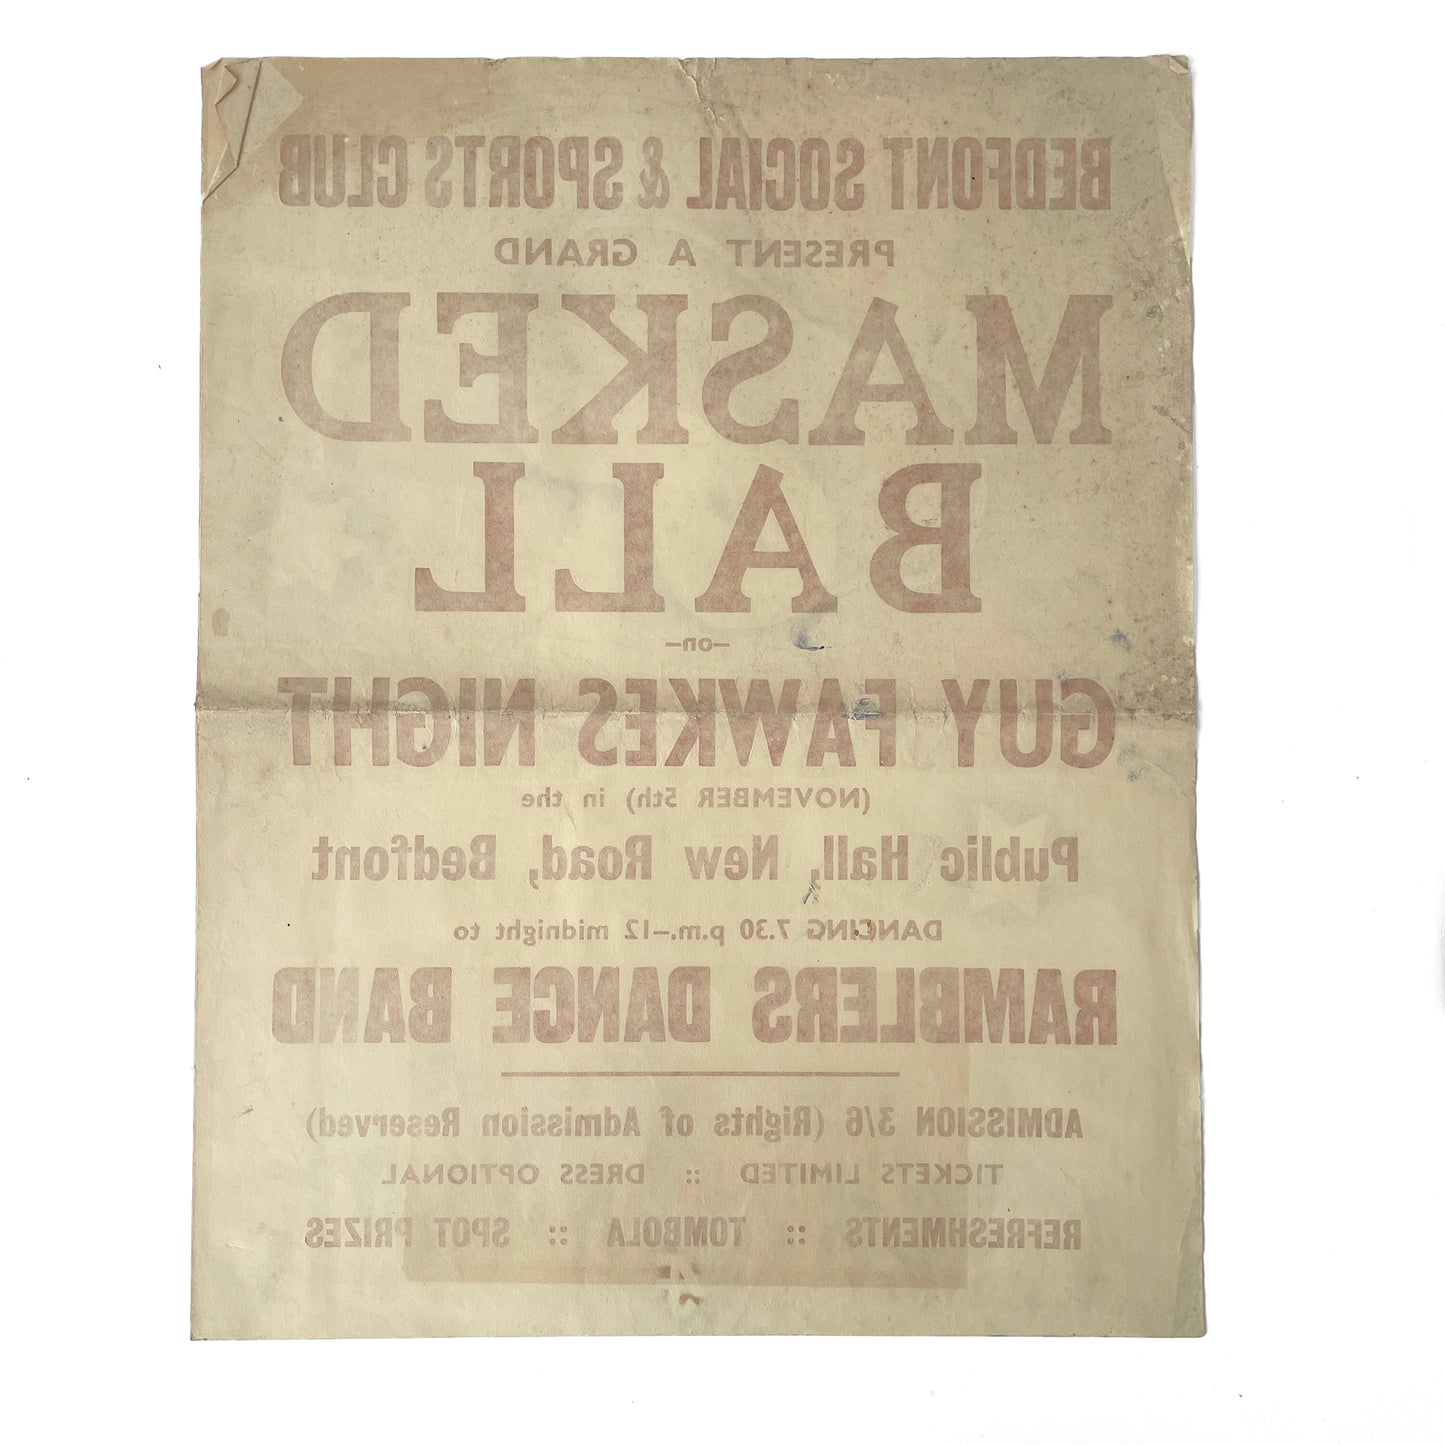 BEDFONT SOCIAL & SPORTS CLUB
PRESENT A GRAND
MASKED
BALL
—on—
GUY FAWKES NIGHT
(NOVEMBER 5th) in the
Public Hall, New Road, Bedfont
DANCING 7.30 p.m.—12 midnight to
RAMBLERS DANCE BAND
ADMISSION 3/6 (Rights of Admission Reserved)
TICKETS LIMITED :: DRESS OPTIONAL
REFRESHMENTS :: TOMBOLA :: SPOT PRIZES